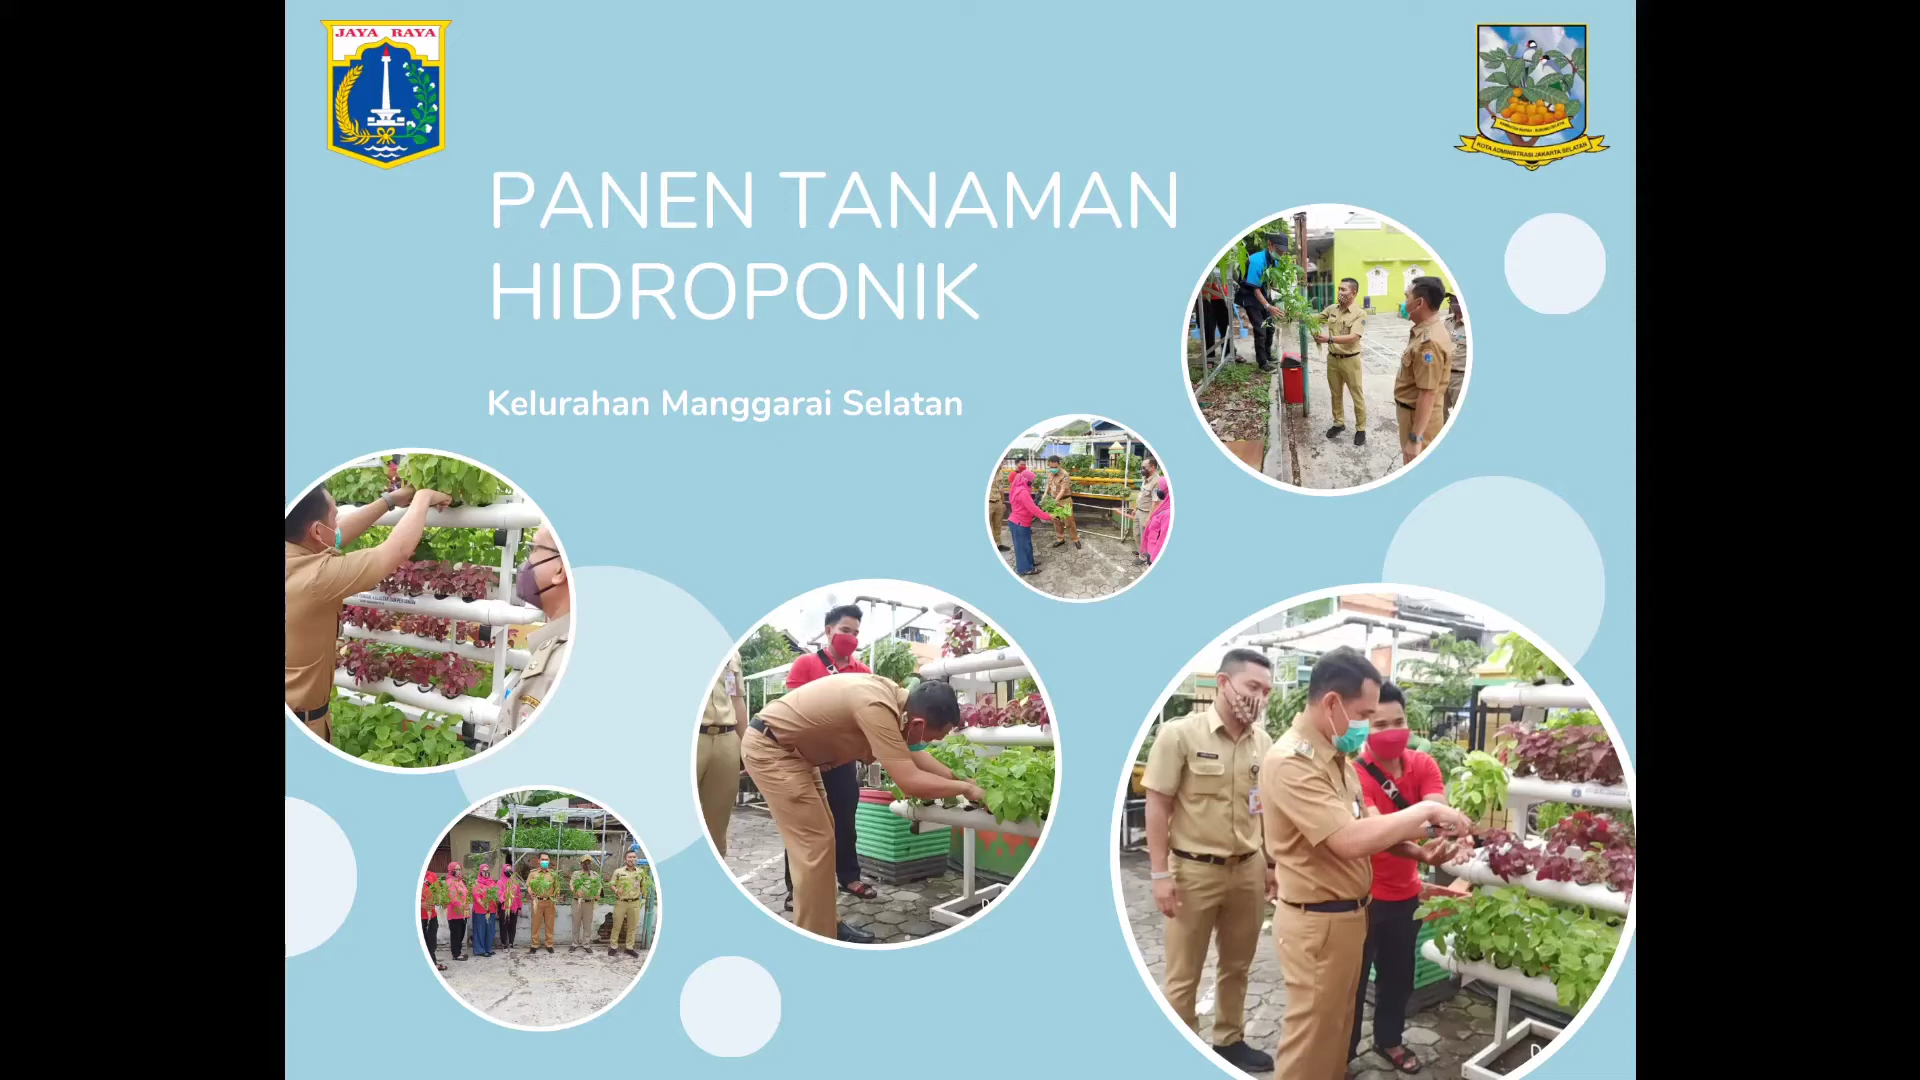 JAYA RAYA
KOTA ADMINISTRASI JAKARTA SELATAN
PANEN TANAMAN
HIDROPONIK
Kelurahan Manggarai Selatan